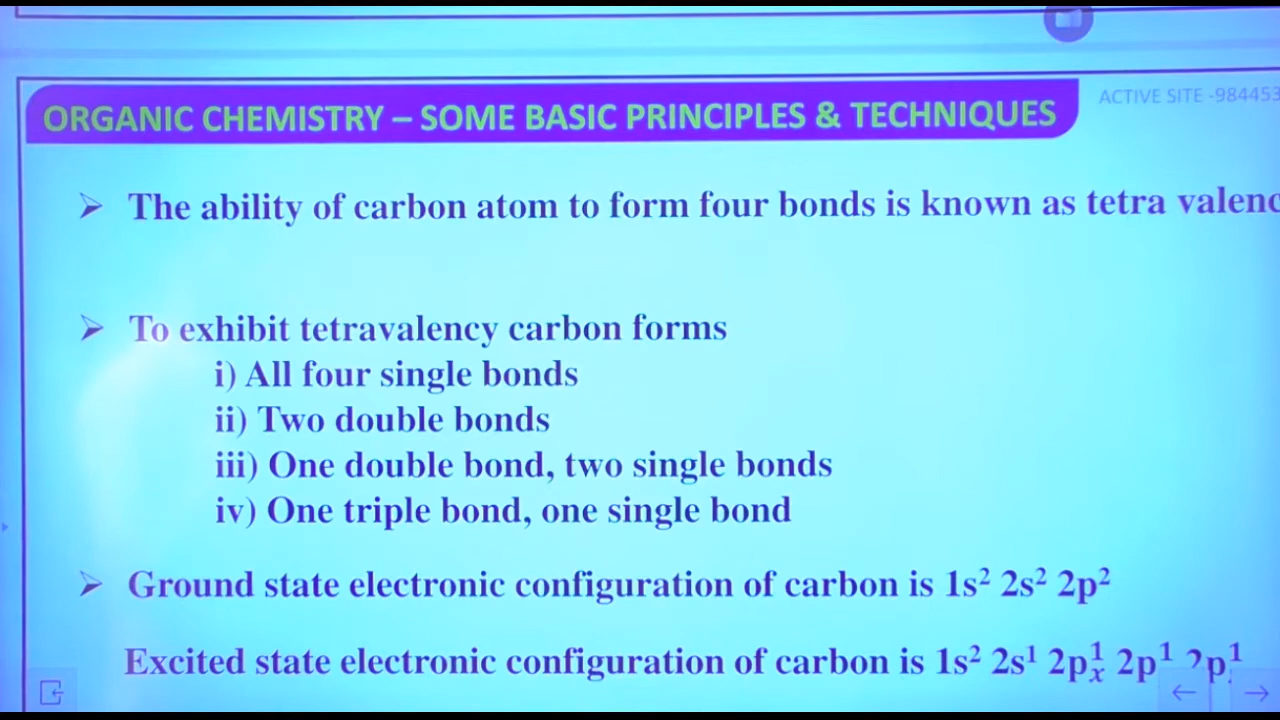 ORGANIC CHEMISTRY – SOME BASIC PRINCIPLES & TECHNIQUES
ACTIVE SITE -984453
➢ The ability of carbon atom to form four bonds is known as tetra valenc
➢ To exhibit tetravalency carbon forms
i) All four single bonds
ii) Two double bonds
iii) One double bond, two single bonds
iv) One triple bond, one single bond
➢ Ground state electronic configuration of carbon is 1s² 2s² 2p²
Excited state electronic configuration of carbon is 1s² 2s¹ 2pₓ¹ 2p¹ 2p¹